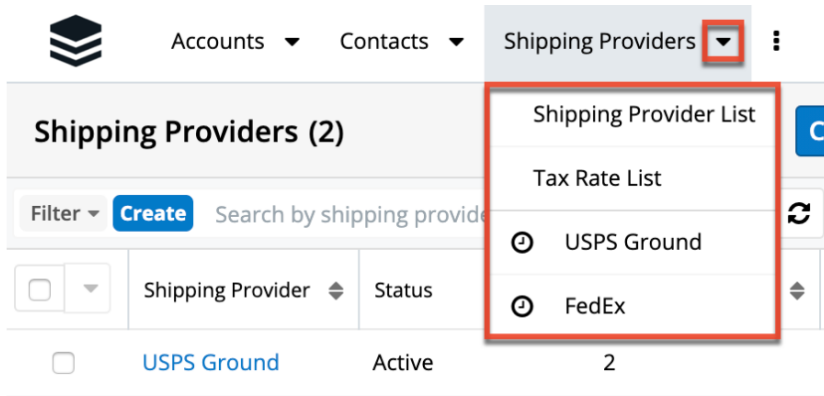 Accounts Contacts Shipping Providers
Shipping Provider List
Shipping Providers (2)
Tax Rate List
Filter Create Search by shipping provide
USPS Ground
Shipping Provider Status
FedEx
USPS Ground Active 2